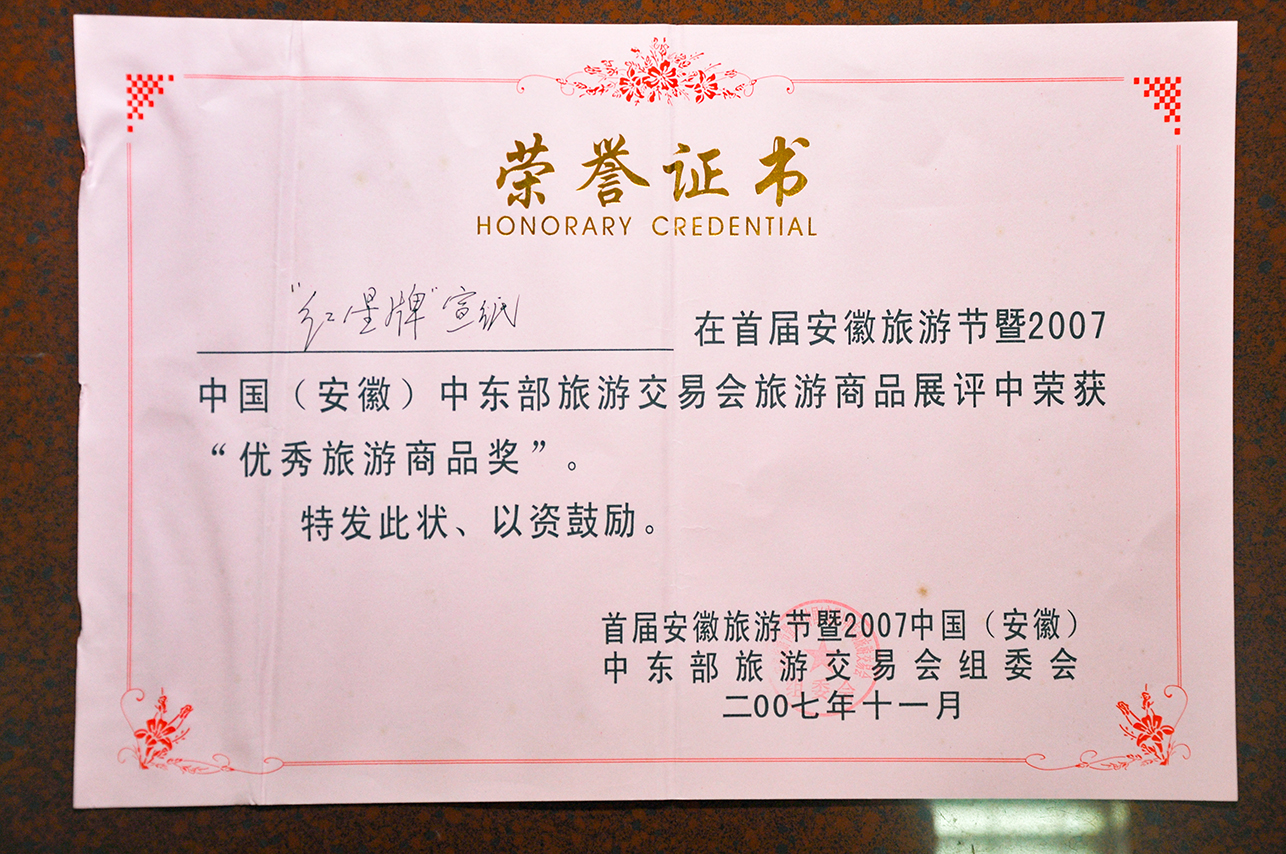 荣誉证书
HONORARY CREDENTIAL
“红星牌”宣纸 在首届安徽旅游节暨2007
中国（安徽）中东部旅游交易会旅游商品展评中荣获
“优秀旅游商品奖”。
特发此状、以资鼓励。
首届安徽旅游节暨2007中国（安徽）
中东部旅游交易会组委会
二00七年十一月
组委会